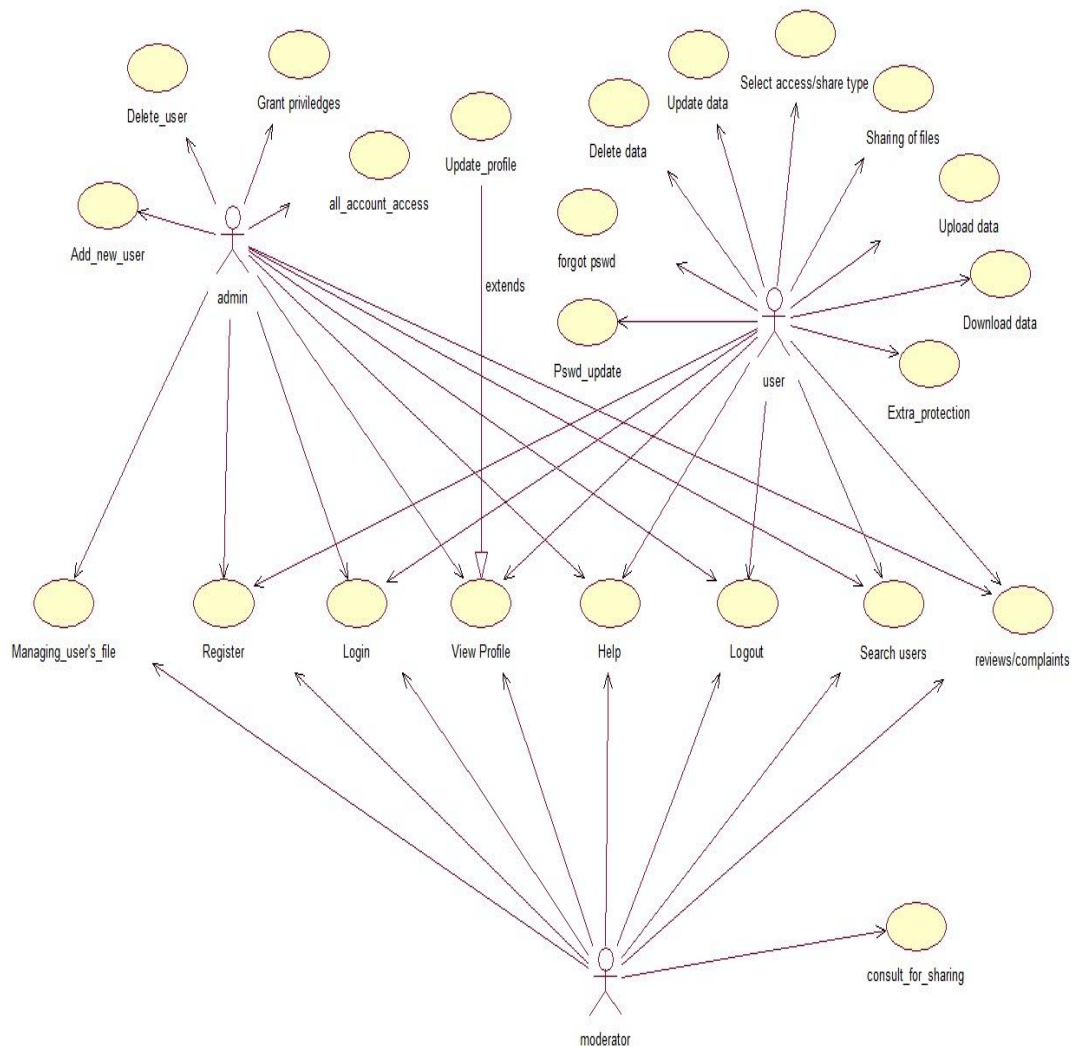 Delete_user
Grant priviledges
Update_profile
Delete data
Update data
Select access/share type
Sharing of files
Add_new_user
all_account_access
forgot pswd
Upload data
admin
extends
Pswd_update
user
Download data
Extra_protection
Managing_user's_file
Register
Login
View Profile
Help
Logout
Search users
reviews/complaints
consult_for_sharing
moderator